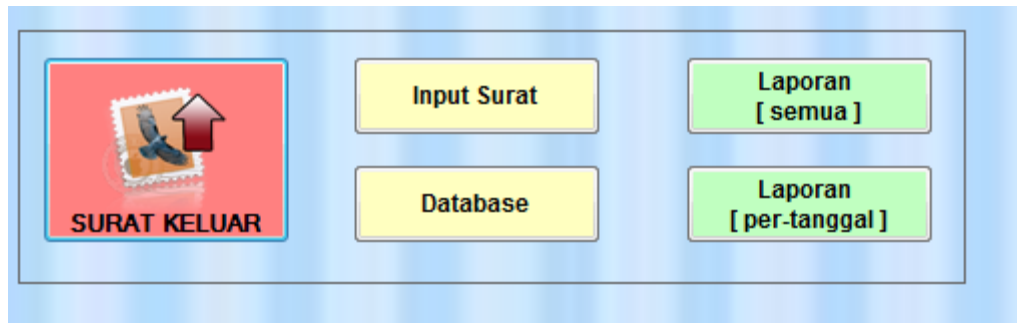 SURAT KELUAR
Input Surat
Database
Laporan
[ semua ]
Laporan
[ per-tanggal ]